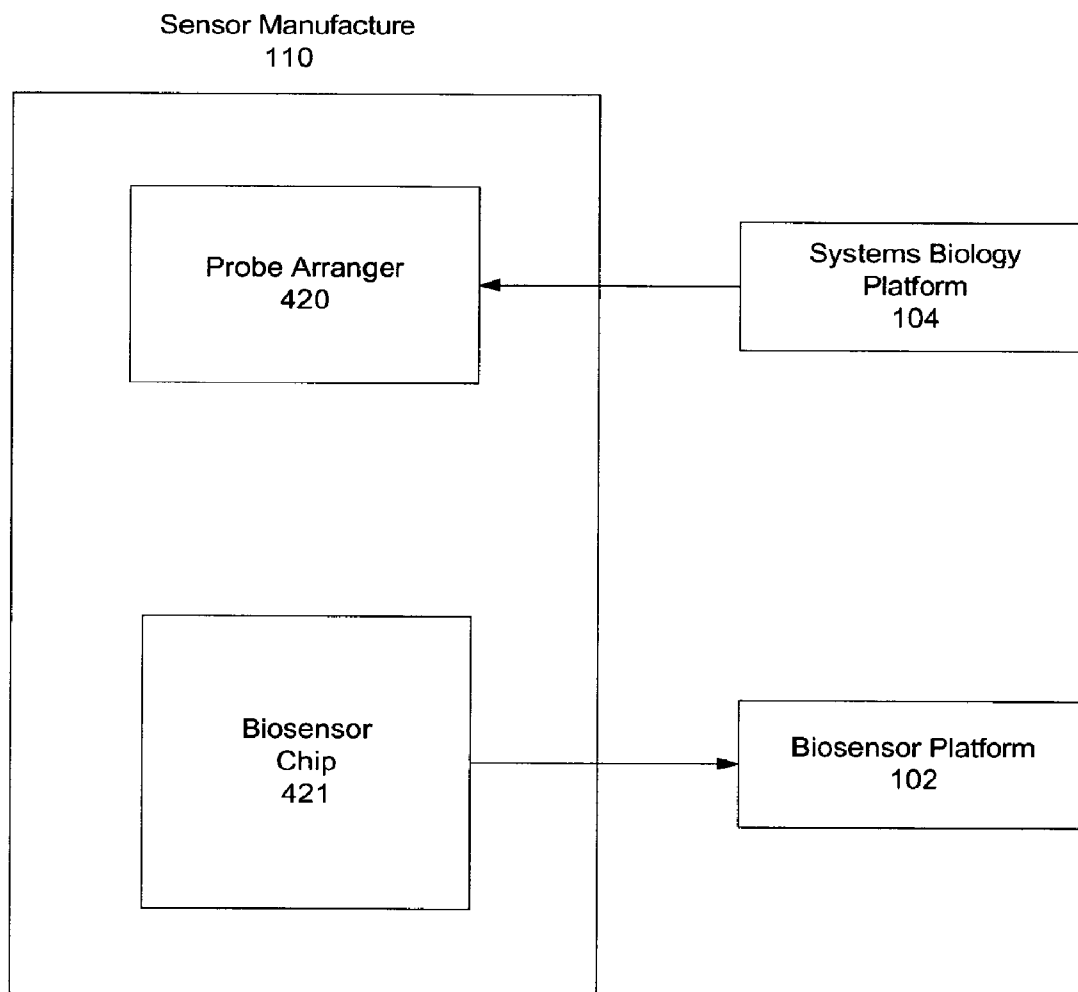 Sensor Manufacture
110
Probe Arranger
420
Systems Biology
Platform
104
Biosensor
Chip
421
Biosensor Platform
102